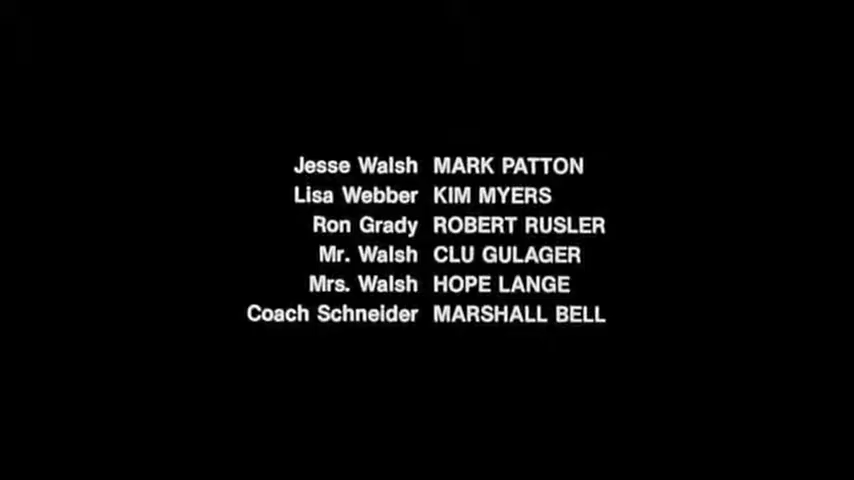 Jesse Walsh MARK PATTON
Lisa Webber KIM MYERS
Ron Grady ROBERT RUSLER
Mr. Walsh CLU GULAGER
Mrs. Walsh HOPE LANGE
Coach Schneider MARSHALL BELL